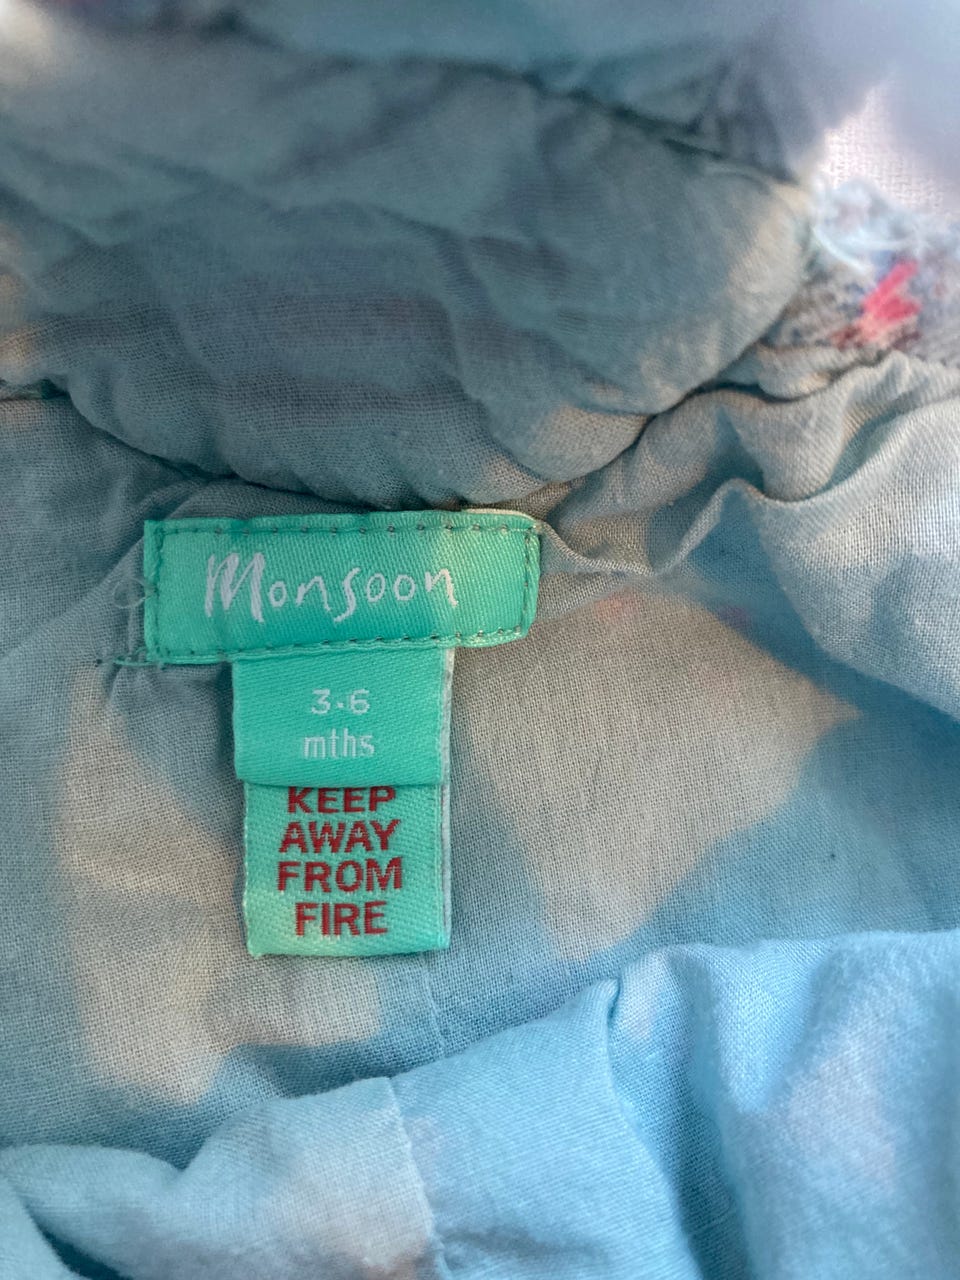 Monsoon
3-6
mths
KEEP
AWAY
FROM
FIRE